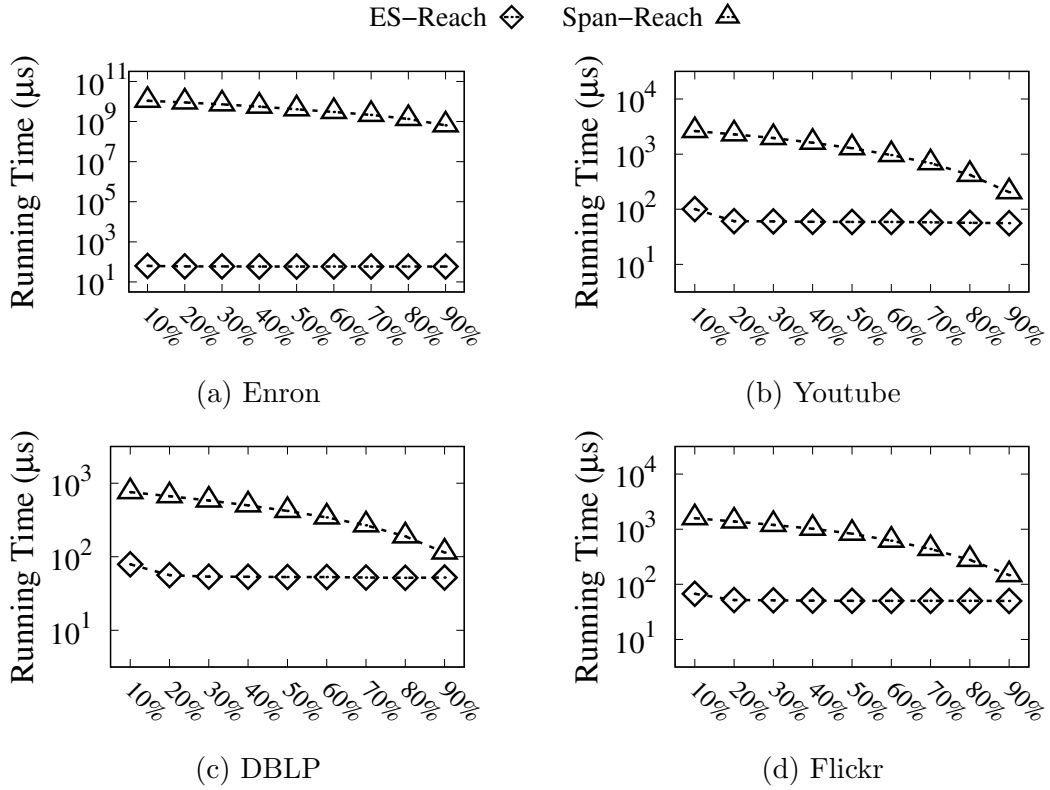 ES−Reach Span−Reach
Running Time (μs)
10^11
10^9
10^7
10^5
10^3
10^1
10% 20% 30% 40% 50% 60% 70% 80% 90%
(a) Enron
Running Time (μs)
10^4
10^3
10^2
10^1
10% 20% 30% 40% 50% 60% 70% 80% 90%
(b) Youtube
Running Time (μs)
10^3
10^2
10^1
10% 20% 30% 40% 50% 60% 70% 80% 90%
(c) DBLP
Running Time (μs)
10^4
10^3
10^2
10^1
10% 20% 30% 40% 50% 60% 70% 80% 90%
(d) Flickr